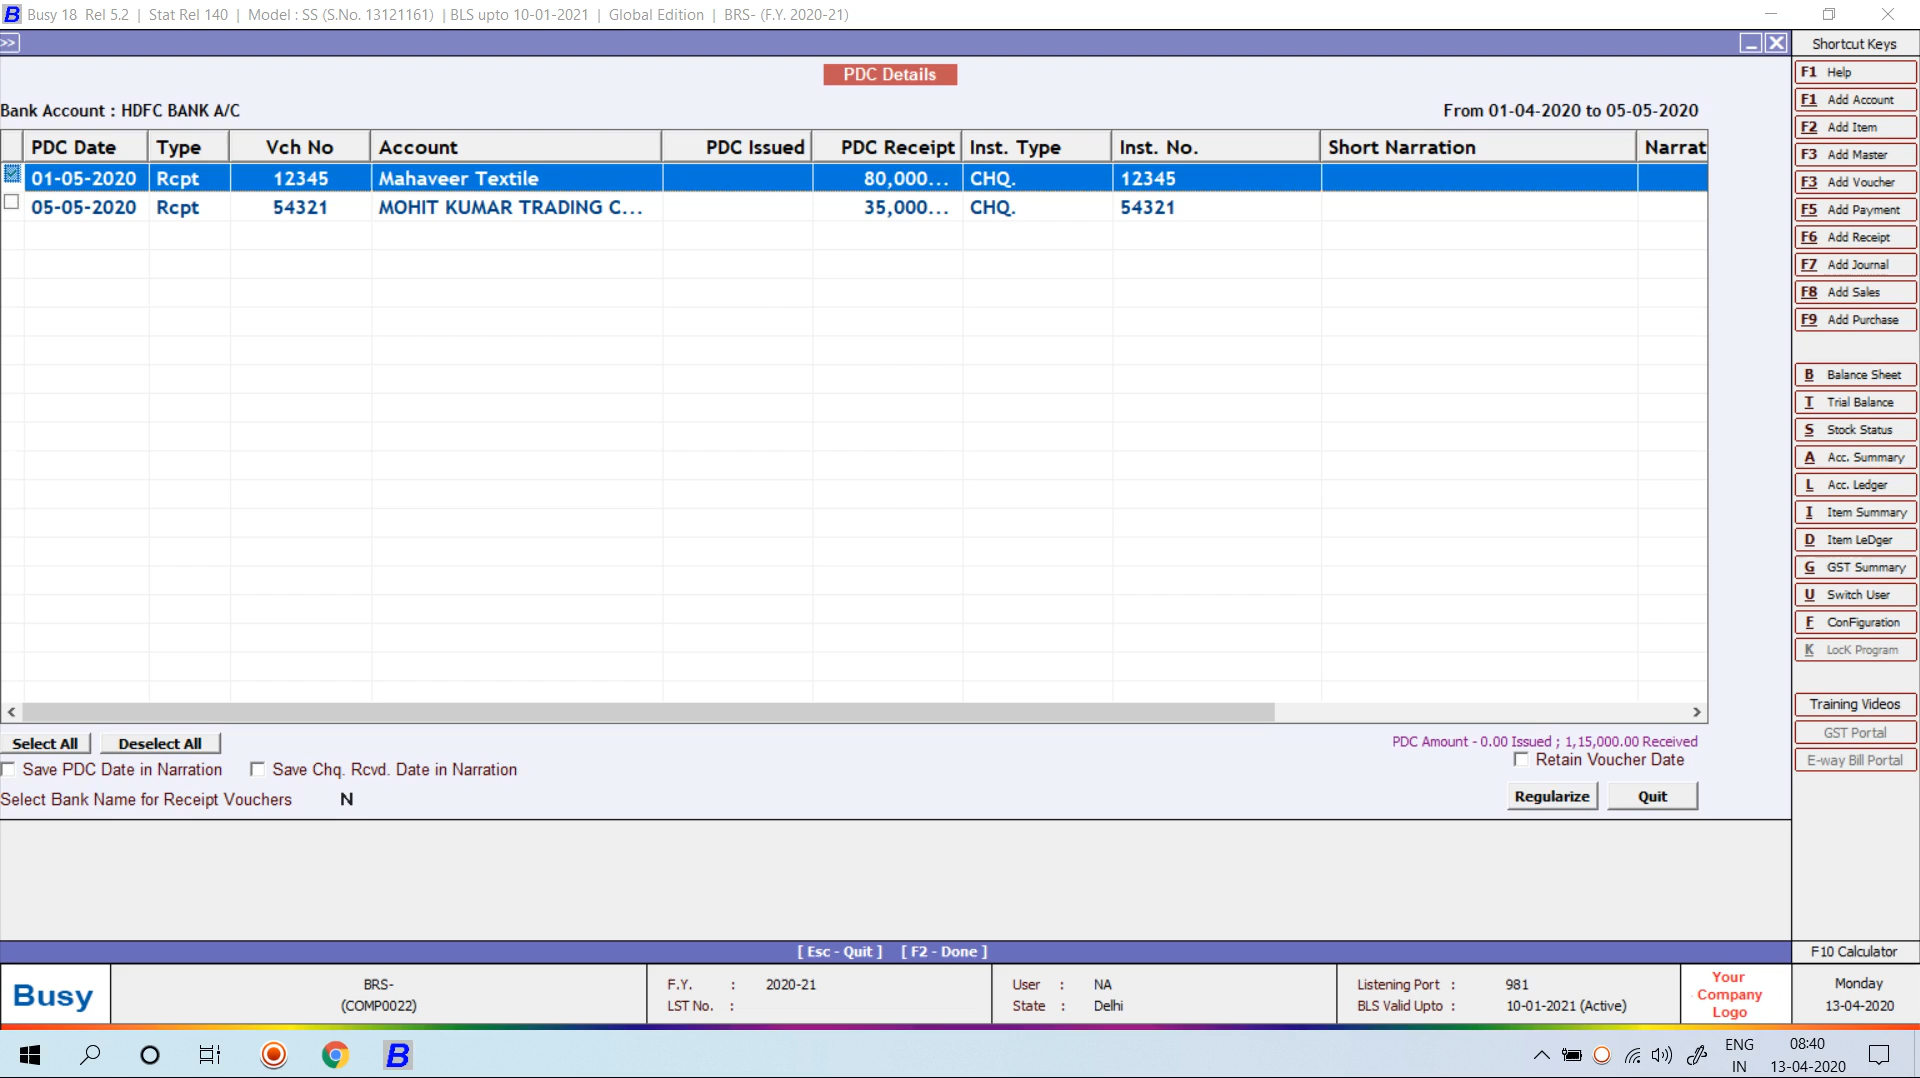 B Busy 18 Rel 5.2 | Stat Rel 140 | Model : SS (S.No. 13121161) | BLS upto 10-01-2021 | Global Edition | BRS- (F.Y. 2020-21)
>>
Shortcut Keys
PDC Details
Bank Account : HDFC BANK A/C
From 01-04-2020 to 05-05-2020
PDC Date Type Vch No Account PDC Issued PDC Receipt Inst. Type Inst. No. Short Narration Narrat
01-05-2020 Rcpt 12345 Mahaveer Textile 80,000... CHQ. 12345
05-05-2020 Rcpt 54321 MOHIT KUMAR TRADING C... 35,000... CHQ. 54321
Select All Deselect All
PDC Amount - 0.00 Issued ; 1,15,000.00 Received
Save PDC Date in Narration Save Chq. Rcvd. Date in Narration
Retain Voucher Date
Select Bank Name for Receipt Vouchers N
Regularize Quit
F1 Help
F1 Add Account
F2 Add Item
F3 Add Master
F3 Add Voucher
F5 Add Payment
F6 Add Receipt
F7 Add Journal
F8 Add Sales
F9 Add Purchase
B Balance Sheet
T Trial Balance
S Stock Status
A Acc. Summary
L Acc. Ledger
I Item Summary
D Item LeDger
G GST Summary
U Switch User
F ConFiguration
K LocK Program
Training Videos
GST Portal
E-way Bill Portal
[ Esc - Quit ] [ F2 - Done ]
F10 Calculator
Busy
BRS-
(COMP0022)
F.Y. : 2020-21
LST No. :
User : NA
State : Delhi
Listening Port : 981
BLS Valid Upto : 10-01-2021 (Active)
Your
Company
Logo
Monday
13-04-2020
B
ENG
IN
08:40
13-04-2020